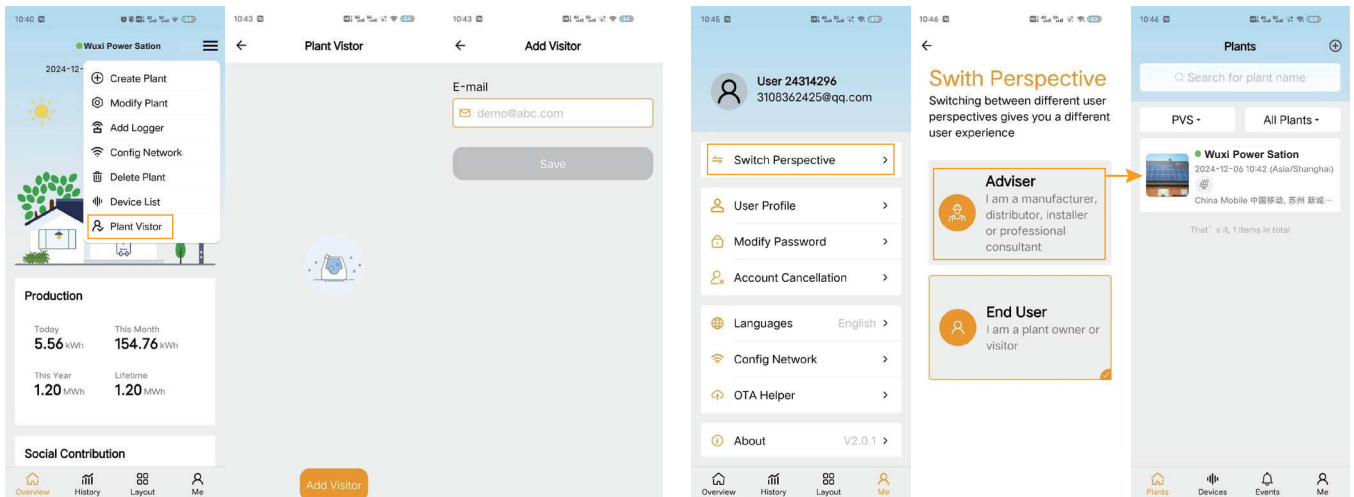 10:40
Wuxi Power Sation
2024-12-
Create Plant
Modify Plant
Add Logger
Config Network
Delete Plant
Device List
Plant Vistor
Production
Today
This Month
5.56 kWh
154.76 kWh
This Year
Lifetime
1.20 MWh
1.20 MWh
Social Contribution
Overview
History
Layout
Me
10:43
Plant Vistor
Add Visitor
10:43
Add Visitor
E-mail
demo@abc.com
Save
10:45
User 24314296
3108362425@qq.com
Switch Perspective
User Profile
Modify Password
Account Cancellation
Languages English
Config Network
OTA Helper
About V2.0.1
Overview
History
Layout
Me
10:46
Swith Perspective
Switching between different user
perspectives gives you a different
user experience
Adviser
I am a manufacturer,
distributor, installer
or professional
consultant
End User
I am a plant owner or
visitor
10:46
Plants
Search for plant name
PVS
All Plants
Wuxi Power Sation
2024-12-06 10:42 (Asia/Shanghai)
China Mobile 中国移动, 苏州 新城…
That's it, 1 items in total
Plants
Devices
Events
Me